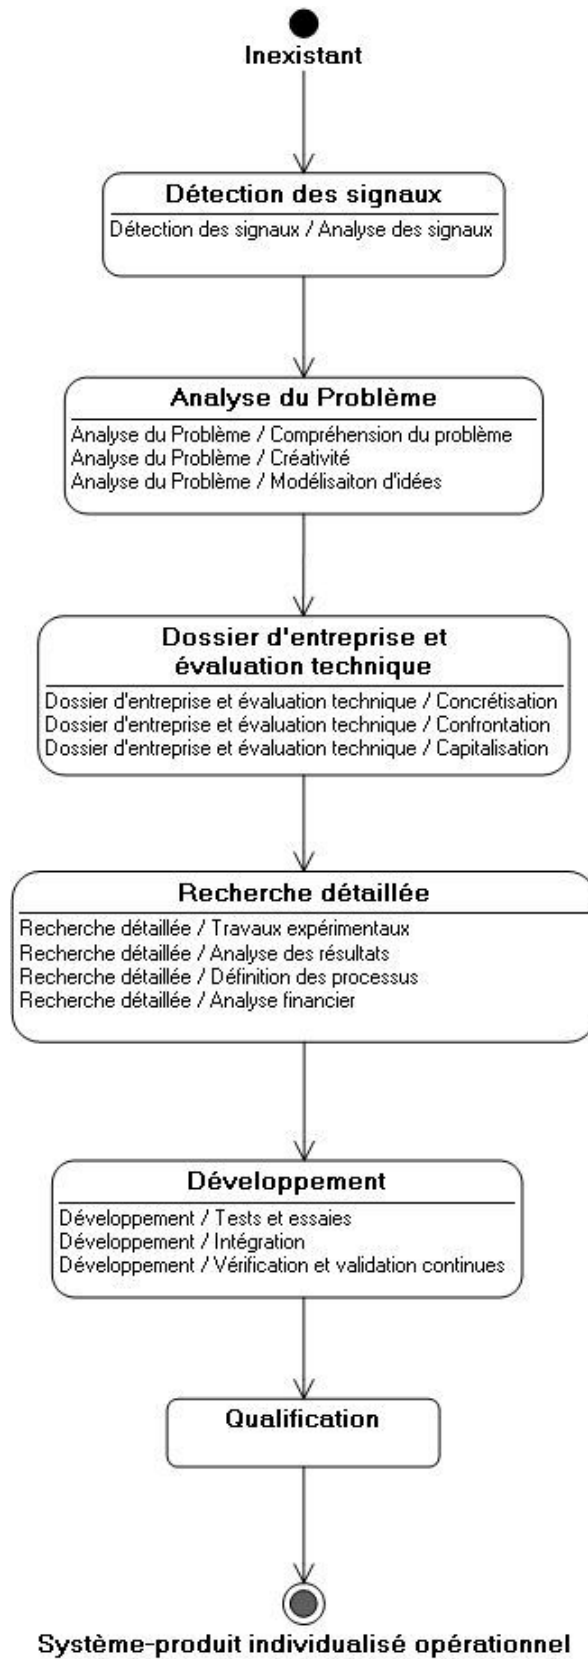 Inexistant
Détection des signaux
Détection des signaux / Analyse des signaux
Analyse du Problème
Analyse du Problème / Compréhension du problème
Analyse du Problème / Créativité
Analyse du Problème / Modélisaiton d'idées
Dossier d'entreprise et
évaluation technique
Dossier d'entreprise et évaluation technique / Concrétisation
Dossier d'entreprise et évaluation technique / Confrontation
Dossier d'entreprise et évaluation technique / Capitalisation
Recherche détaillée
Recherche détaillée / Travaux expérimentaux
Recherche détaillée / Analyse des résultats
Recherche détaillée / Définition des processus
Recherche détaillée / Analyse financier
Développement
Développement / Tests et essaies
Développement / Intégration
Développement / Vérification et validation continues
Qualification
Système-produit individualisé opérationnel